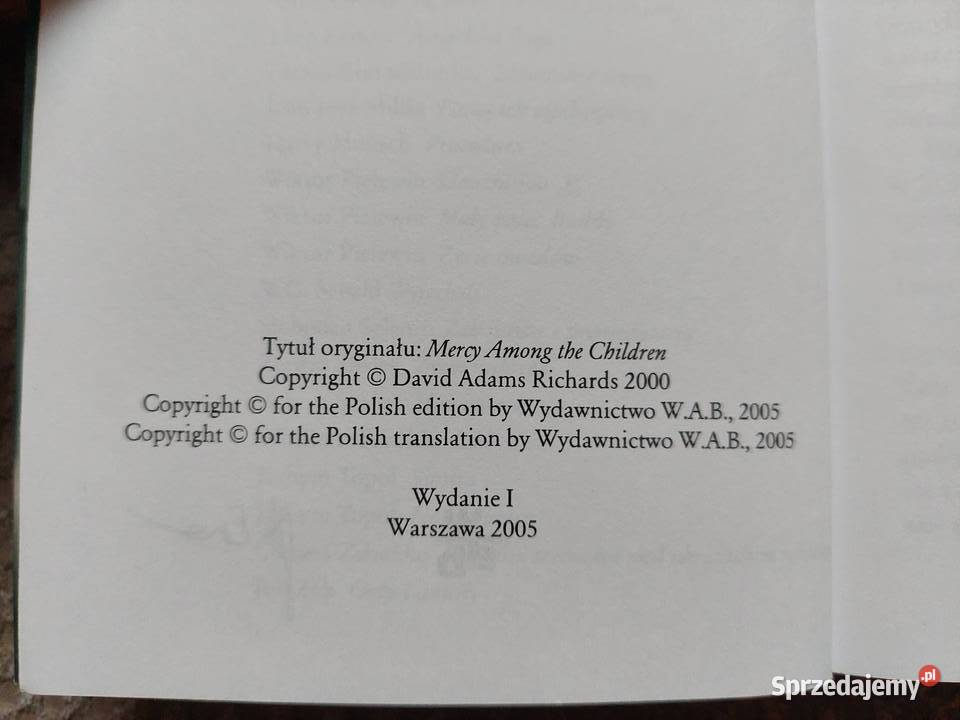 Tytuł oryginału: Mercy Among the Children
Copyright © David Adams Richards 2000
Copyright © for the Polish edition by Wydawnictwo W.A.B., 2005
Copyright © for the Polish translation by Wydawnictwo W.A.B., 2005
Wydanie I
Warszawa 2005
Sprzedajemy.pl